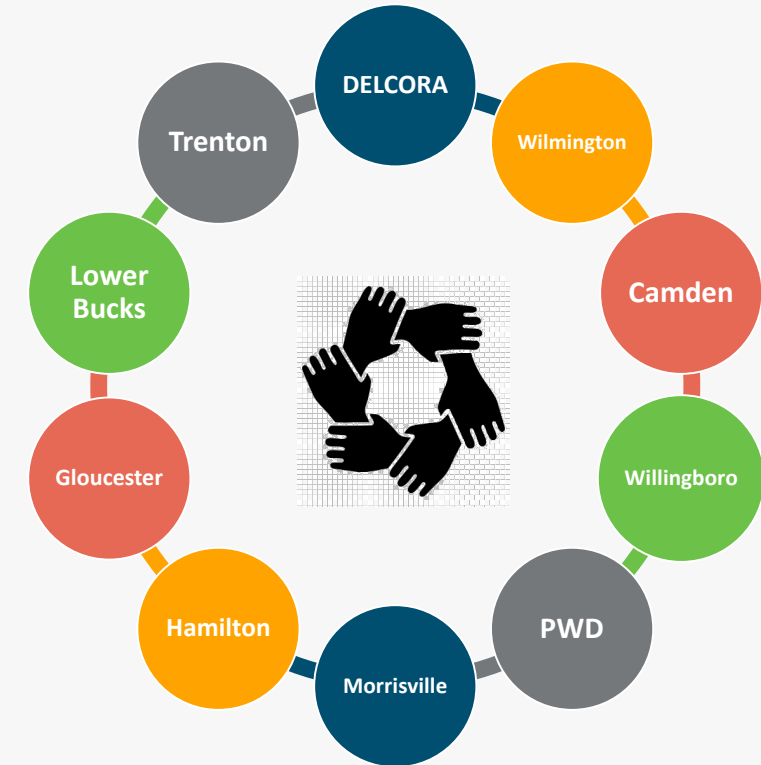 DELCORA
Wilmington
Camden
Willingboro
PWD
Morrisville
Hamilton
Gloucester
Lower
Bucks
Trenton